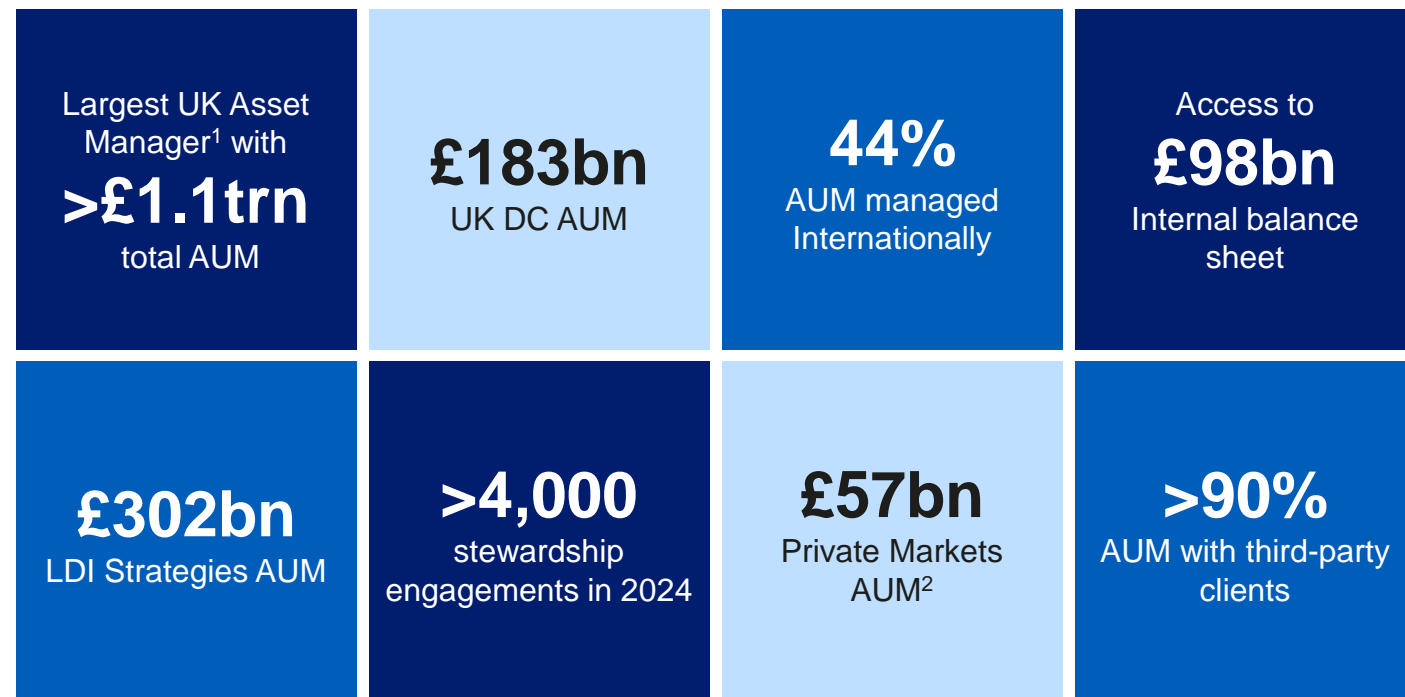 Largest UK Asset
Manager¹ with
>£1.1trn
total AUM
£183bn
UK DC AUM
44%
AUM managed
Internationally
Access to
£98bn
Internal balance
sheet
£302bn
LDI Strategies AUM
>4,000
stewardship
engagements in 2024
£57bn
Private Markets
AUM²
>90%
AUM with third-party
clients